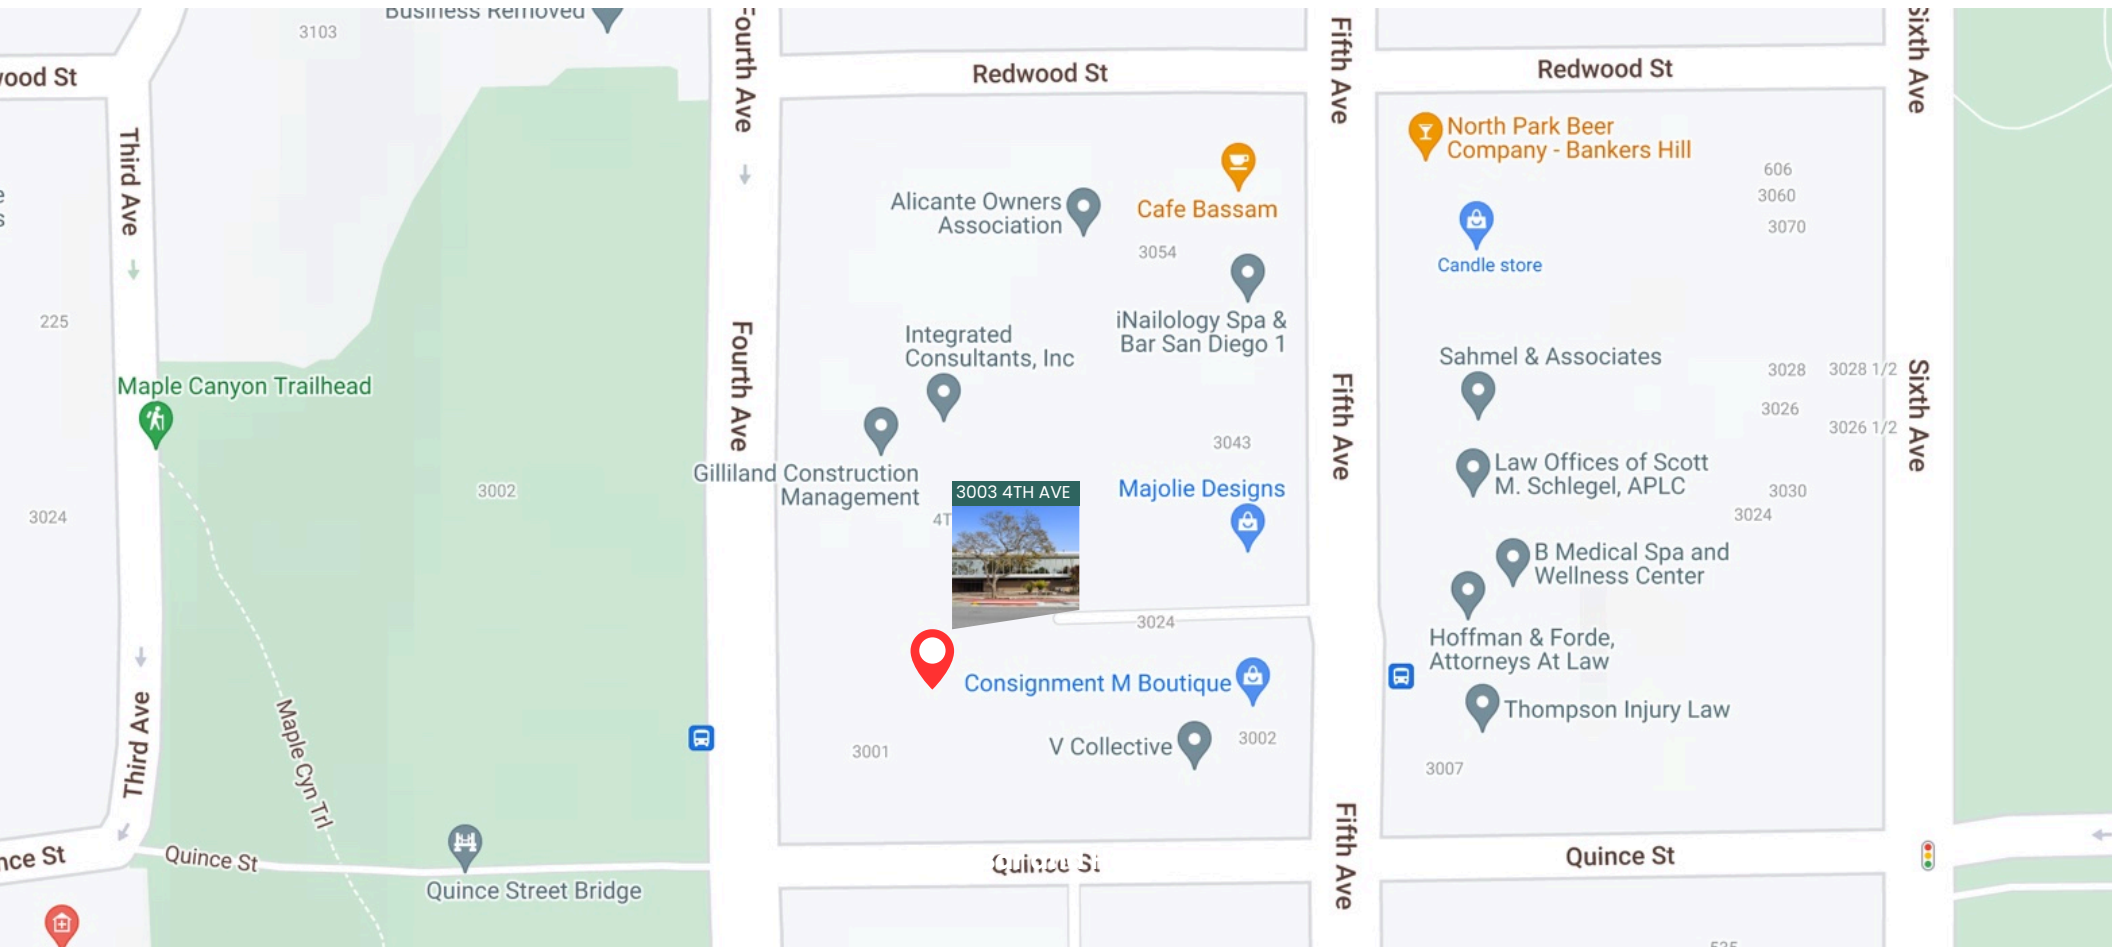 Business Removed
3103
wood St
Third Ave
225
Maple Canyon Trailhead
3024
3002
Third Ave
Maple Cyn Trl
nce St
Quince St
Quince Street Bridge
Fourth Ave
Fourth Ave
Redwood St
Alicante Owners
Association
Cafe Bassam
3054
iNailology Spa &
Bar San Diego 1
Integrated
Consultants, Inc
Gilliland Construction
Management
3043
3003 4TH AVE
4T
Majolie Designs
3024
Consignment M Boutique
V Collective
3002
3001
Quince St
Fifth Ave
Fifth Ave
Fifth Ave
Redwood St
North Park Beer
Company - Bankers Hill
606
3060
3070
Candle store
Sahmel & Associates
3028
3028 1/2
3026
3026 1/2
Law Offices of Scott
M. Schlegel, APLC
3030
3024
B Medical Spa and
Wellness Center
Hoffman & Forde,
Attorneys At Law
Thompson Injury Law
3007
Quince St
Sixth Ave
Sixth Ave